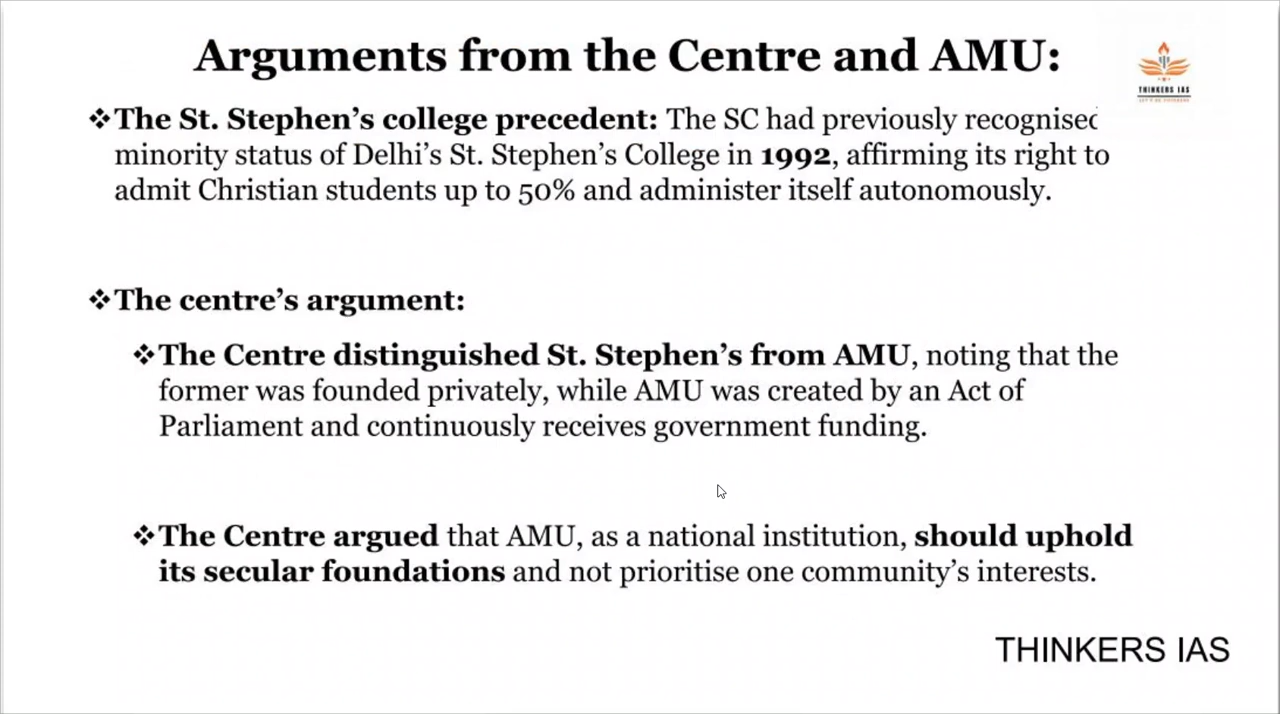 Arguments from the Centre and AMU:
THINKERS IAS
❖The St. Stephen’s college precedent: The SC had previously recognised
minority status of Delhi’s St. Stephen’s College in 1992, affirming its right to
admit Christian students up to 50% and administer itself autonomously.
❖The centre’s argument:
❖The Centre distinguished St. Stephen’s from AMU, noting that the
former was founded privately, while AMU was created by an Act of
Parliament and continuously receives government funding.
❖The Centre argued that AMU, as a national institution, should uphold
its secular foundations and not prioritise one community’s interests.
THINKERS IAS